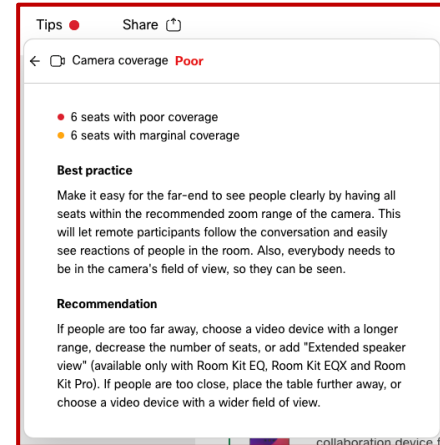 Tips
Share
Camera coverage Poor
6 seats with poor coverage
6 seats with marginal coverage
Best practice
Make it easy for the far-end to see people clearly by having all
seats within the recommended zoom range of the camera. This
will let remote participants follow the conversation and easily
see reactions of people in the room. Also, everybody needs to
be in the camera's field of view, so they can be seen.
Recommendation
If people are too far away, choose a video device with a longer
range, decrease the number of seats, or add "Extended speaker
view" (available only with Room Kit EQ, Room Kit EQX and Room
Kit Pro). If people are too close, place the table further away, or
choose a video device with a wider field of view.
collaboration device